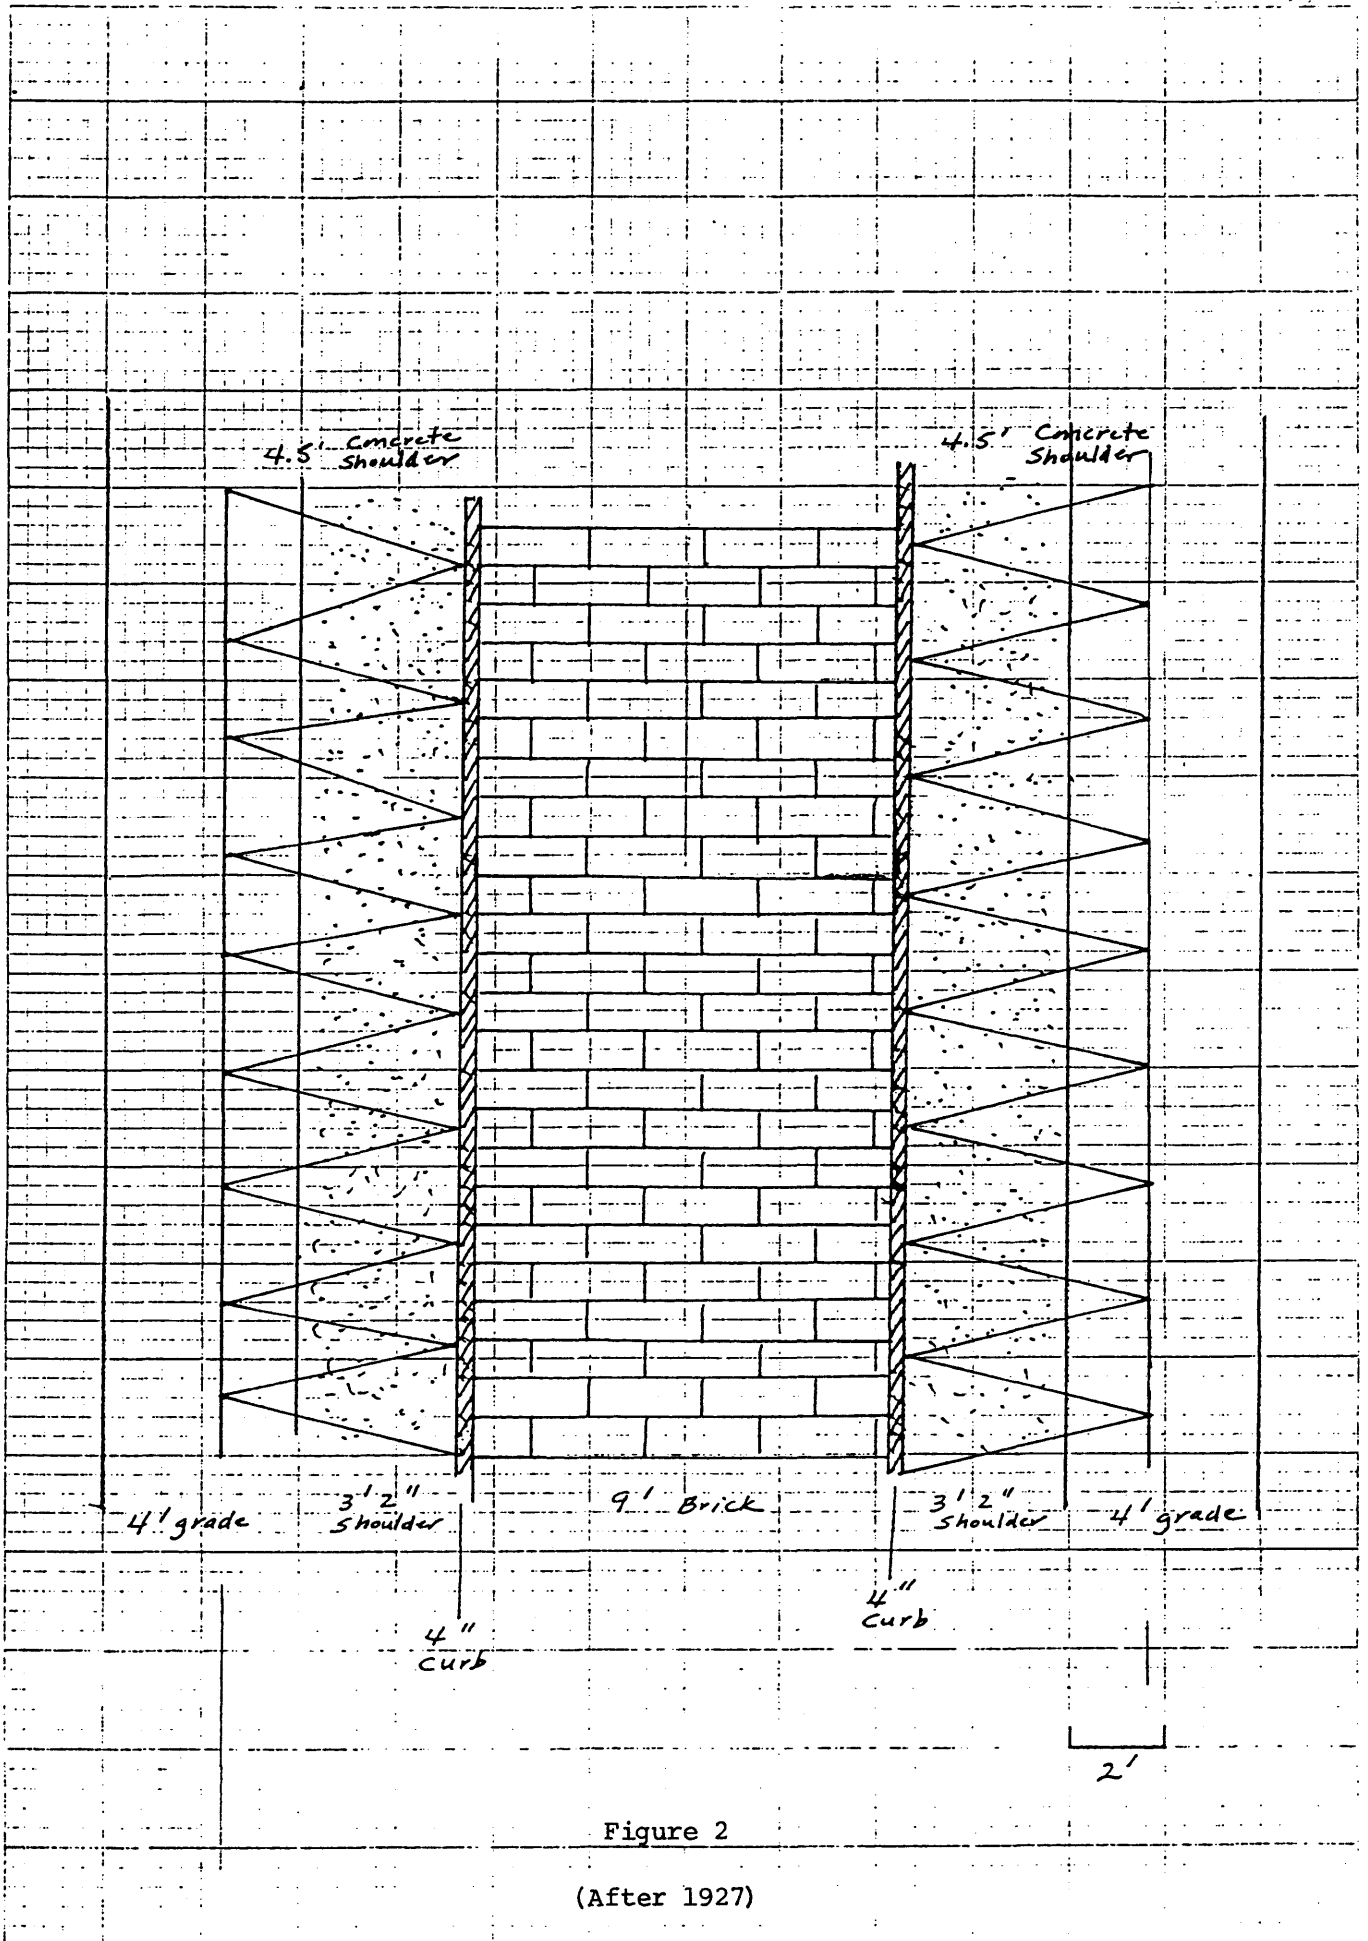 4.5' Concrete
Shoulder
4.5' Concrete
Shoulder
4' grade
3'2"
Shoulder
9' Brick
3'2"
Shoulder
4' grade
4"
Curb
4"
Curb
2'
Figure 2
(After 1927)